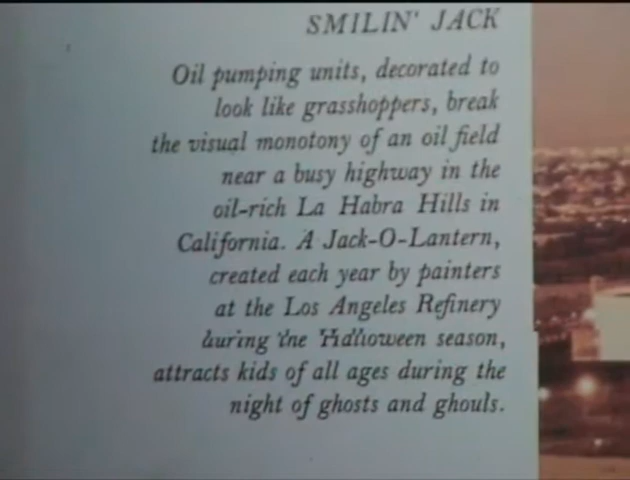 SMILIN' JACK
Oil pumping units, decorated to
look like grasshoppers, break
the visual monotony of an oil field
near a busy highway in the
oil-rich La Habra Hills in
California. A Jack-O-Lantern,
created each year by painters
at the Los Angeles Refinery
during the Halloween season,
attracts kids of all ages during the
night of ghosts and ghouls.